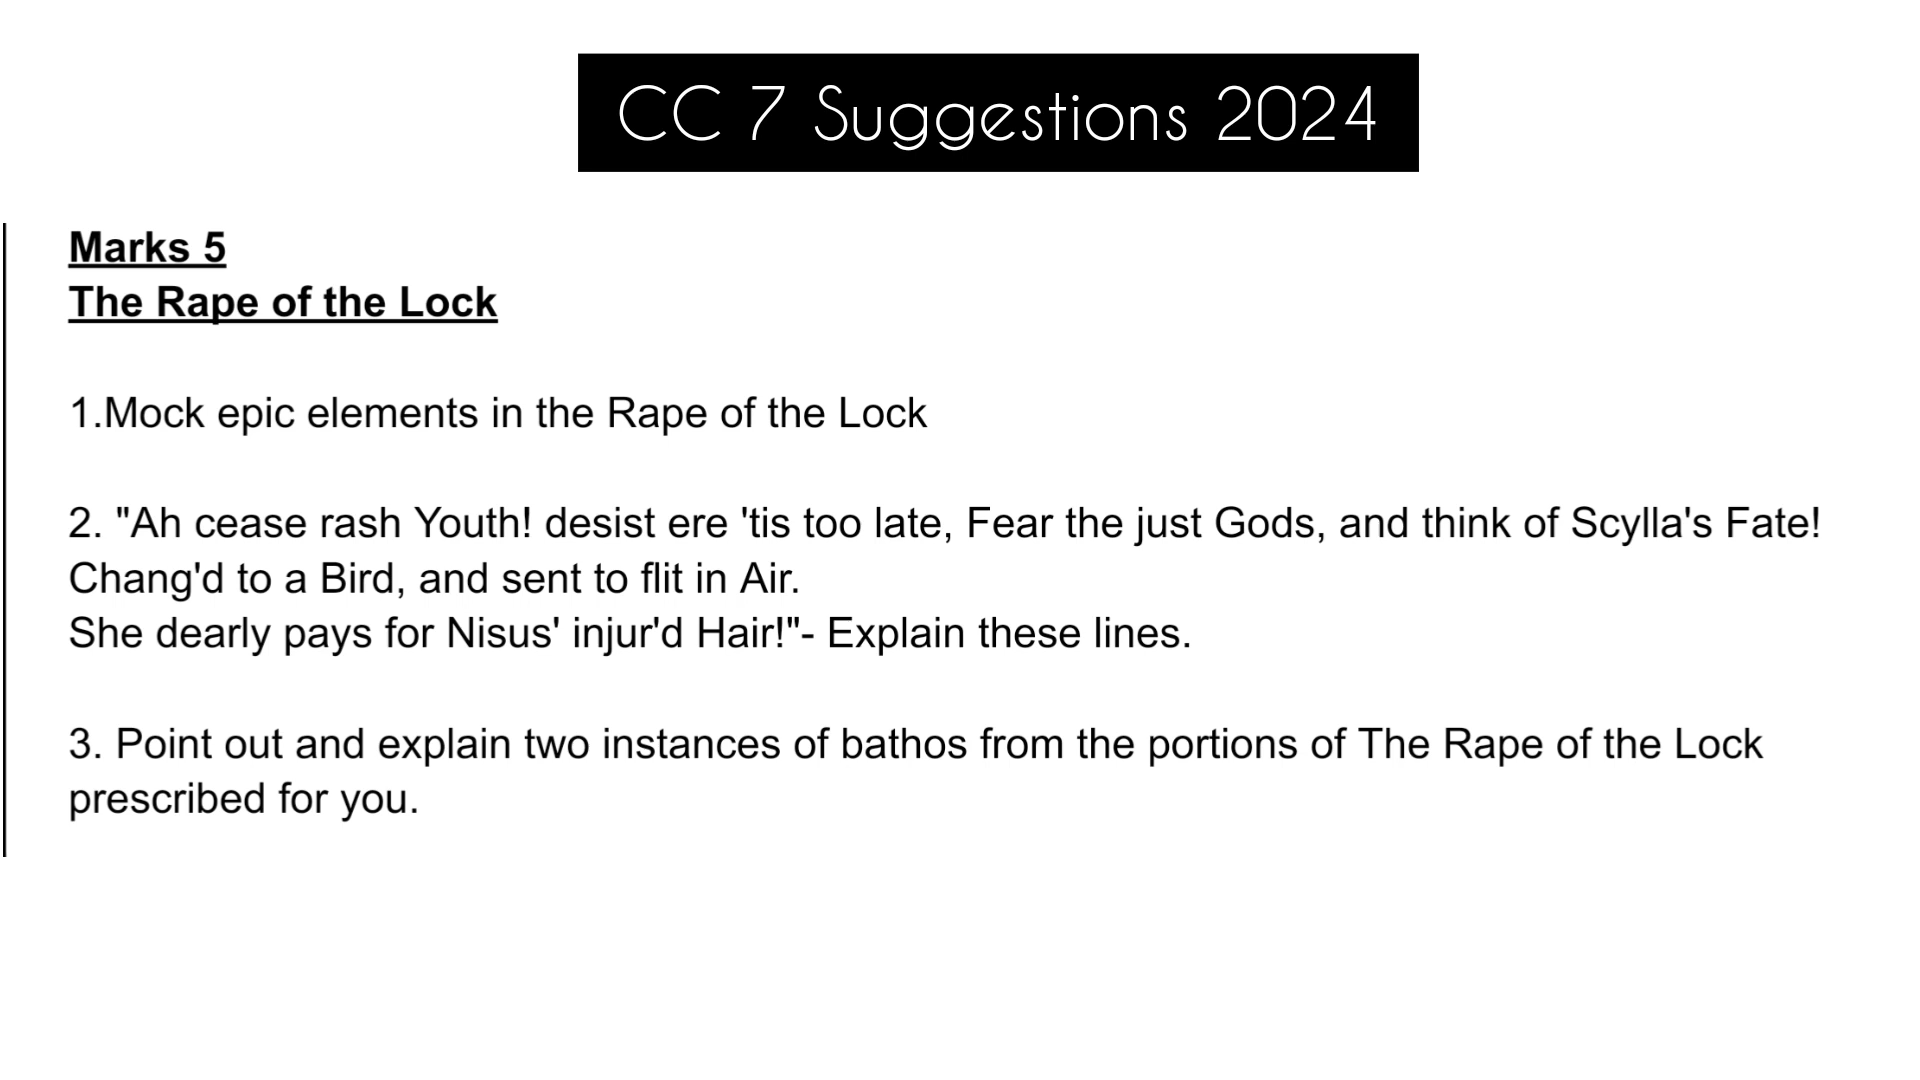 CC 7 Suggestions 2024
Marks 5
The Rape of the Lock
1.Mock epic elements in the Rape of the Lock
2. "Ah cease rash Youth! desist ere 'tis too late, Fear the just Gods, and think of Scylla's Fate!
Chang'd to a Bird, and sent to flit in Air.
She dearly pays for Nisus' injur'd Hair!"- Explain these lines.
3. Point out and explain two instances of bathos from the portions of The Rape of the Lock
prescribed for you.